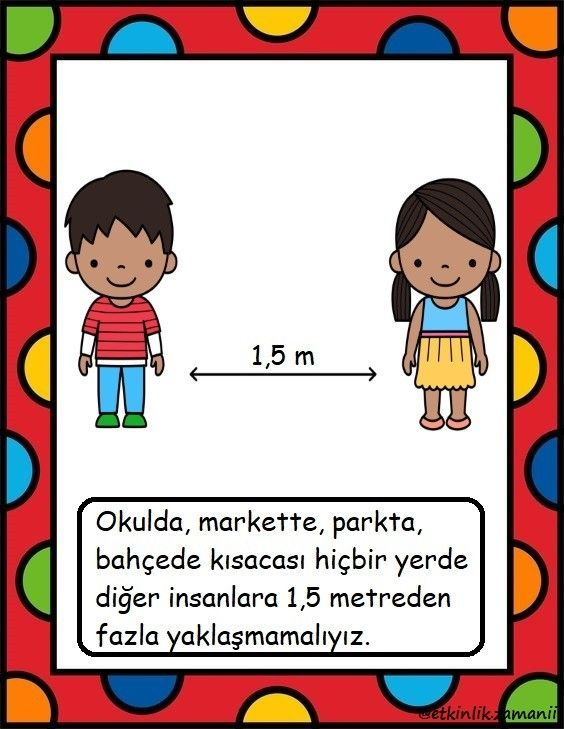 1,5 m
Okulda, markette, parkta,
bahçede kısacası hiçbir yerde
diğer insanlara 1,5 metreden
fazla yaklaşmamalıyız.
@etkinlikzamanii